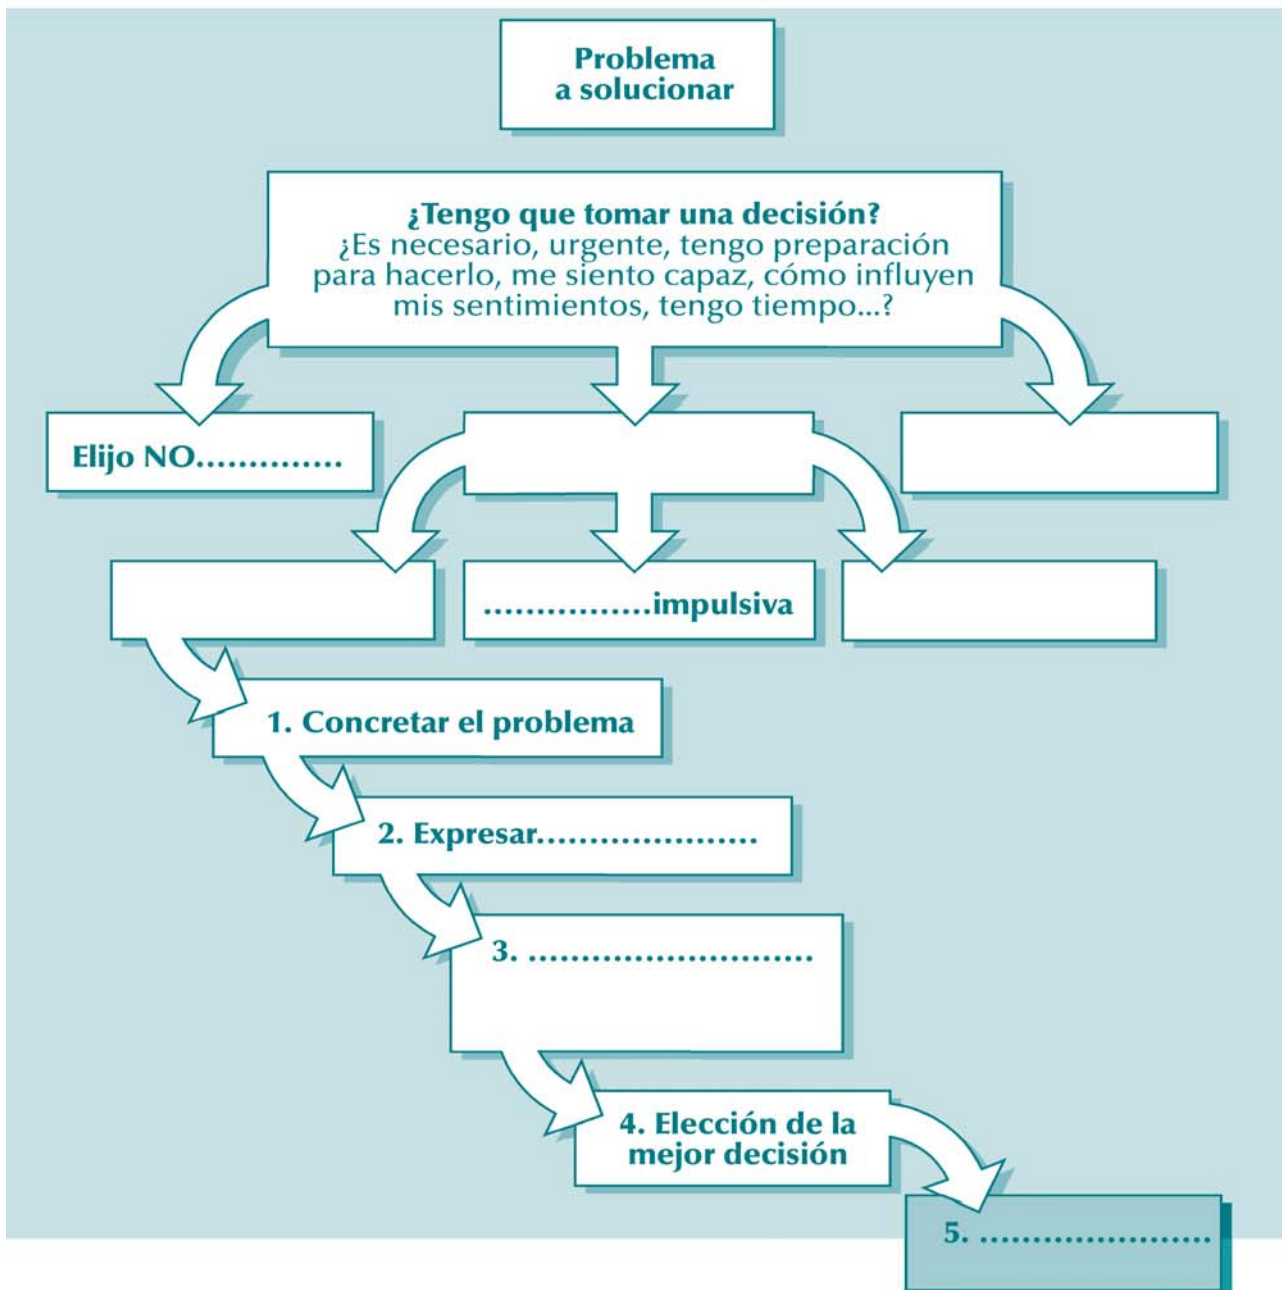 Problema
a solucionar
¿Tengo que tomar una decisión?
¿Es necesario, urgente, tengo preparación
para hacerlo, me siento capaz, cómo influyen
mis sentimientos, tengo tiempo...?
Elijo NO..............
................impulsiva
1. Concretar el problema
2. Expresar.....................
3. ...........................
4. Elección de la
mejor decisión
5. ......................